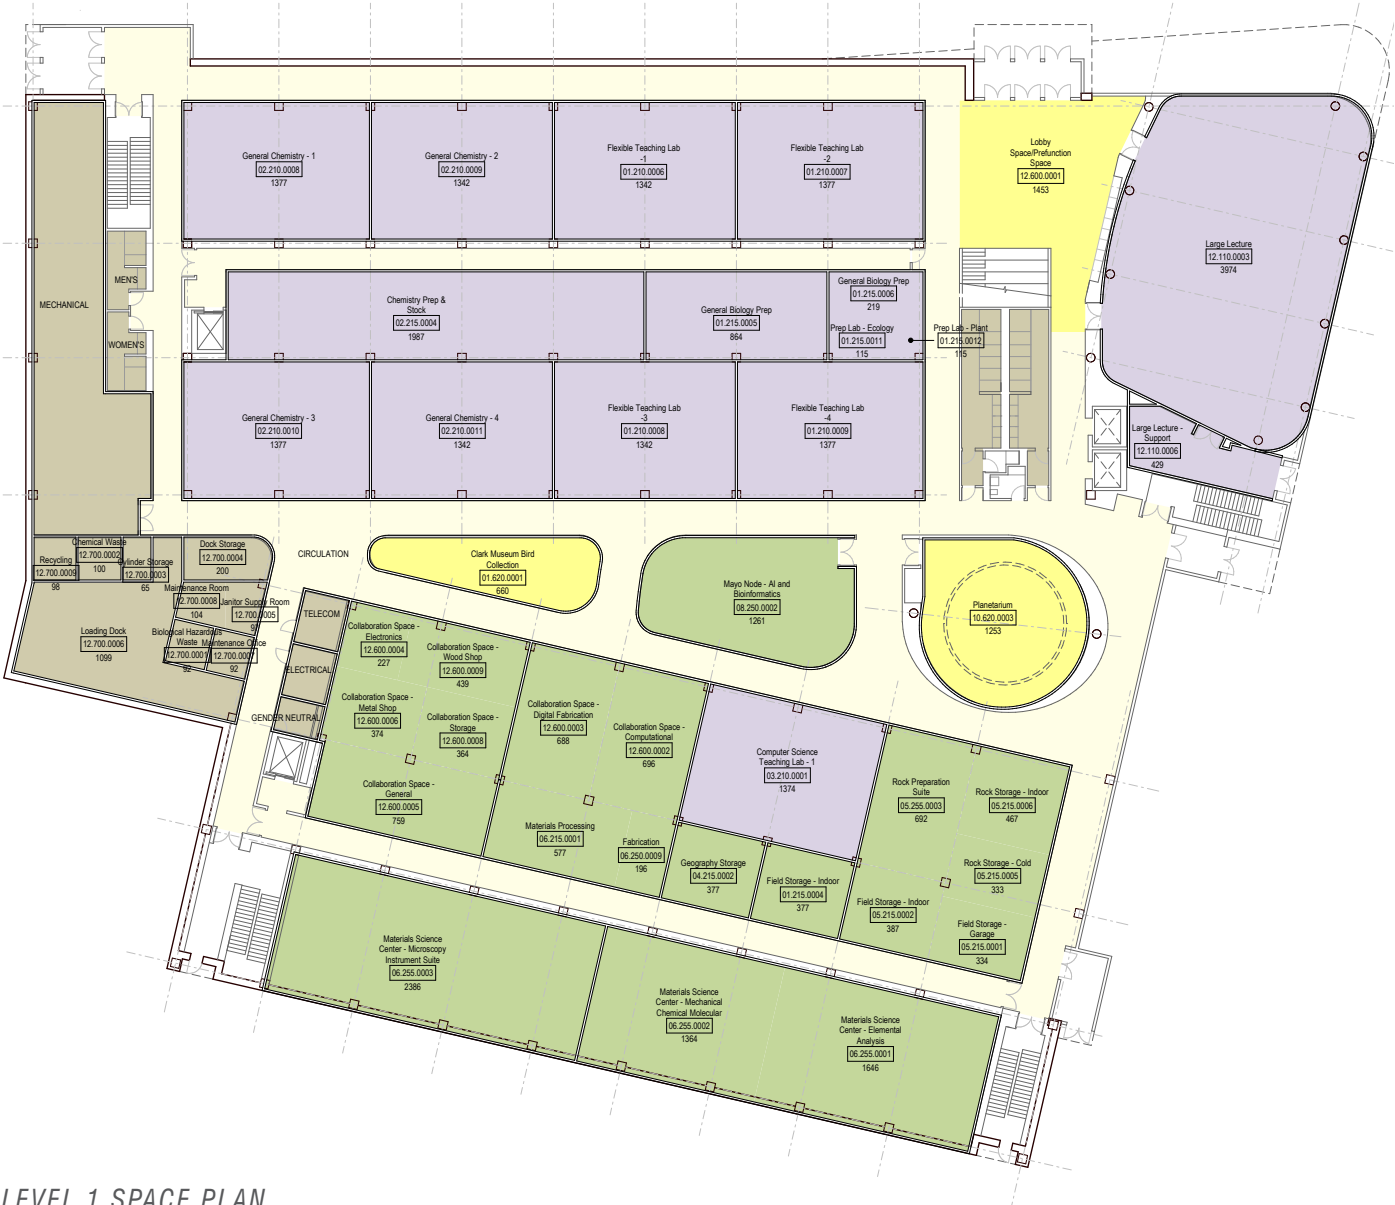 General Chemistry - 1
02.210.0008
1377
General Chemistry - 2
02.210.0009
1342
Flexible Teaching Lab
-1
01.210.0006
1342
Flexible Teaching Lab
-2
01.210.0007
1377
Lobby
Space/Prefunction
Space
12.600.0001
1453
Large Lecture
12.110.0003
3974
MECHANICAL
MEN'S
WOMEN'S
Chemistry Prep &
Stock
02.215.0004
1987
General Biology Prep
01.215.0005
864
General Biology Prep
01.215.0006
219
Prep Lab - Ecology
01.215.0011
115
Prep Lab - Plant
01.215.0012
115
General Chemistry - 3
02.210.0010
1377
General Chemistry - 4
02.210.0011
1342
Flexible Teaching Lab
-3
01.210.0008
1342
Flexible Teaching Lab
-4
01.210.0009
1377
Large Lecture -
Support
12.110.0006
429
Recycling
12.700.0009
98
Chemical Waste
12.700.0002
100
Cylinder Storage
12.700.0003
65
Dock Storage
12.700.0004
200
CIRCULATION
Clark Museum Bird
Collection
01.620.0001
660
Mayo Node - AI and
Bioinformatics
08.250.0002
1261
Planetarium
10.620.0003
1253
Maintenance Room
12.700.0008
104
Janitor Supply Room
12.700.0005
Loading Dock
12.700.0006
1099
Biological Hazardous
Waste
12.700.0001
92
Maintenance Office
12.700.0007
92
TELECOM
ELECTRICAL
GENDER NEUTRAL
Collaboration Space -
Electronics
12.600.0004
227
Collaboration Space -
Wood Shop
12.600.0009
439
Collaboration Space -
Metal Shop
12.600.0006
374
Collaboration Space -
Storage
12.600.0008
364
Collaboration Space -
General
12.600.0005
759
Collaboration Space -
Digital Fabrication
12.600.0003
688
Collaboration Space -
Computational
12.600.0002
696
Materials Processing
06.215.0001
577
Fabrication
06.250.0009
196
Computer Science
Teaching Lab - 1
03.210.0001
1374
Geography Storage
04.215.0002
377
Field Storage - Indoor
01.215.0004
377
Rock Preparation
Suite
05.255.0003
692
Rock Storage - Indoor
05.215.0006
467
Rock Storage - Cold
05.215.0005
333
Field Storage - Indoor
05.215.0002
387
Field Storage -
Garage
05.215.0001
334
Materials Science
Center - Microscopy
Instrument Suite
06.255.0003
2386
Materials Science
Center - Mechanical
Chemical Molecular
06.255.0002
1364
Materials Science
Center - Elemental
Analysis
06.255.0001
1646
LEVEL 1 SPACE PLAN